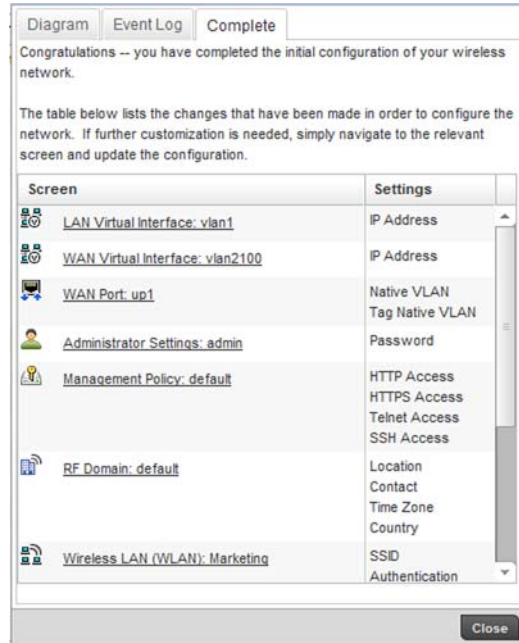 Diagram Event Log Complete
Congratulations -- you have completed the initial configuration of your wireless
network.
The table below lists the changes that have been made in order to configure the
network. If further customization is needed, simply navigate to the relevant
screen and update the configuration.
Screen Settings
LAN Virtual Interface: vlan1 IP Address
WAN Virtual Interface: vlan2100 IP Address
WAN Port: up1 Native VLAN
Tag Native VLAN
Administrator Settings: admin Password
Management Policy: default HTTP Access
HTTPS Access
Telnet Access
SSH Access
RF Domain: default Location
Contact
Time Zone
Country
Wireless LAN (WLAN): Marketing SSID
Authentication
Close